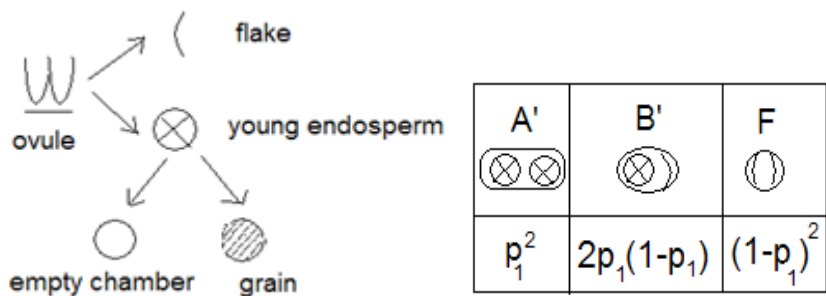 flake
ovule
young endosperm
empty chamber
grain
A' B' F
p₁² 2p₁(1-p₁) (1-p₁)²